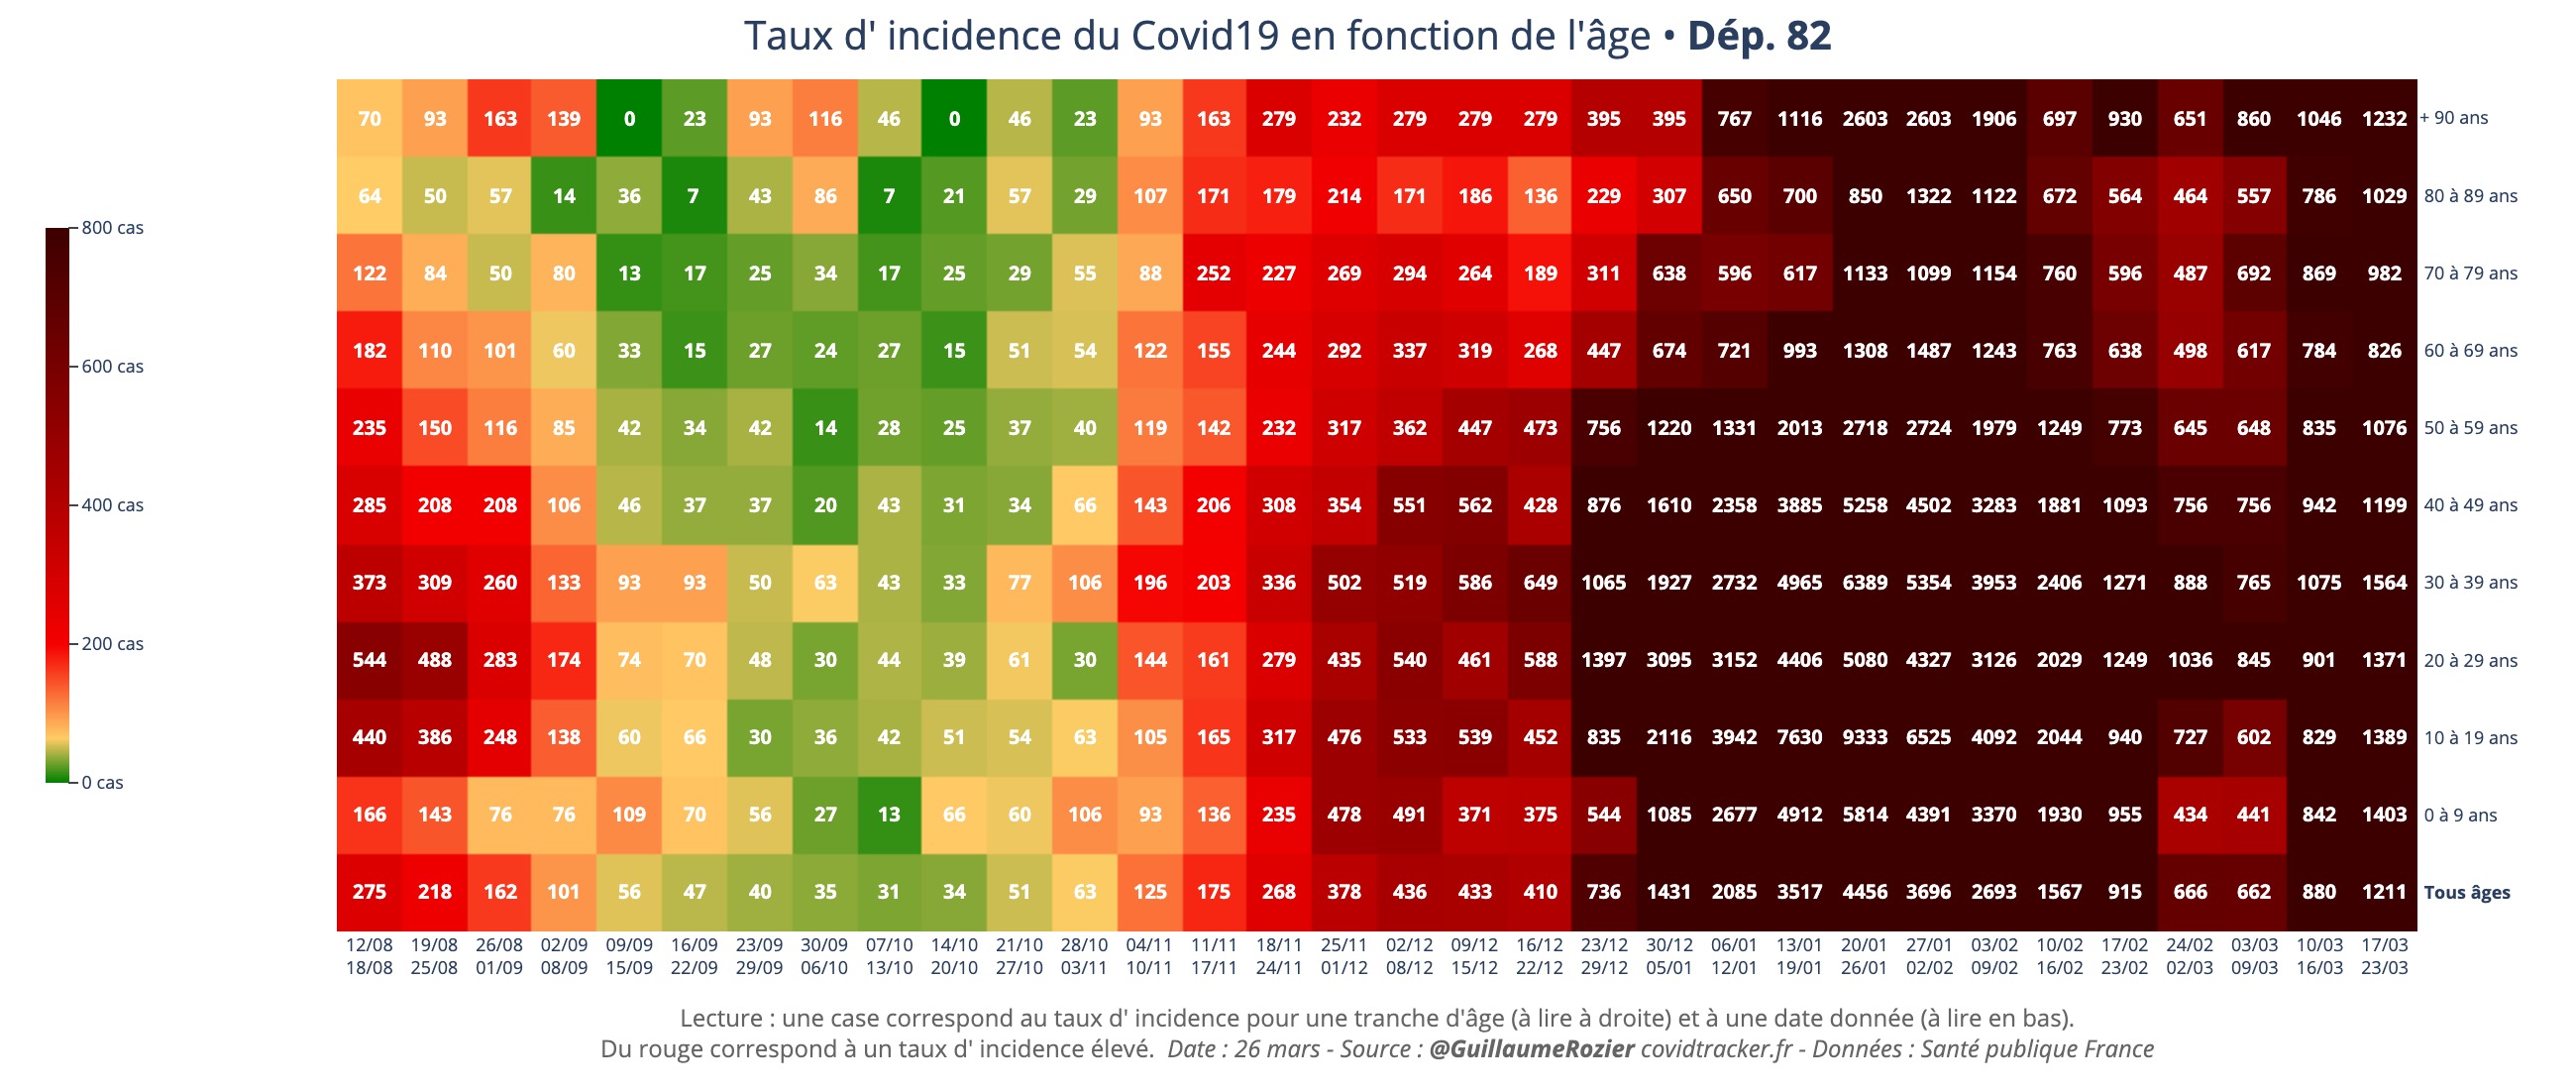 Taux d' incidence du Covid19 en fonction de l'âge • Dép. 82
800 cas
600 cas
400 cas
200 cas
0 cas
70 93 163 139 0 23 93 116 46 0 46 23 93 163 279 232 279 279 279 395 395 767 1116 2603 2603 1906 697 930 651 860 1046 1232 + 90 ans
64 50 57 14 36 7 43 86 7 21 57 29 107 171 179 214 171 186 136 229 307 650 700 850 1322 1122 672 564 464 557 786 1029 80 à 89 ans
122 84 50 80 13 17 25 34 17 25 29 55 88 252 227 269 294 264 189 311 638 596 617 1133 1099 1154 760 596 487 692 869 982 70 à 79 ans
182 110 101 60 33 15 27 24 27 15 51 54 122 155 244 292 337 319 268 447 674 721 993 1308 1487 1243 763 638 498 617 784 826 60 à 69 ans
235 150 116 85 42 34 42 14 28 25 37 40 119 142 232 317 362 447 473 756 1220 1331 2013 2718 2724 1979 1249 773 645 648 835 1076 50 à 59 ans
285 208 208 106 46 37 37 20 43 31 34 66 143 206 308 354 551 562 428 876 1610 2358 3885 5258 4502 3283 1881 1093 756 756 942 1199 40 à 49 ans
373 309 260 133 93 93 50 63 43 33 77 106 196 203 336 502 519 586 649 1065 1927 2732 4965 6389 5354 3953 2406 1271 888 765 1075 1564 30 à 39 ans
544 488 283 174 74 70 48 30 44 39 61 30 144 161 279 435 540 461 588 1397 3095 3152 4406 5080 4327 3126 2029 1249 1036 845 901 1371 20 à 29 ans
440 386 248 138 60 66 30 36 42 51 54 63 105 165 317 476 533 539 452 835 2116 3942 7630 9333 6525 4092 2044 940 727 602 829 1389 10 à 19 ans
166 143 76 76 109 70 56 27 13 66 60 106 93 136 235 478 491 371 375 544 1085 2677 4912 5814 4391 3370 1930 955 434 441 842 1403 0 à 9 ans
275 218 162 101 56 47 40 35 31 34 51 63 125 175 268 378 436 433 410 736 1431 2085 3517 4456 3696 2693 1567 915 666 662 880 1211 Tous âges
12/08 19/08 26/08 02/09 09/09 16/09 23/09 30/09 07/10 14/10 21/10 28/10 04/11 11/11 18/11 25/11 02/12 09/12 16/12 23/12 30/12 06/01 13/01 20/01 27/01 03/02 10/02 17/02 24/02 03/03 10/03 17/03
18/08 25/08 01/09 08/09 15/09 22/09 29/09 06/10 13/10 20/10 27/10 03/11 10/11 17/11 24/11 01/12 08/12 15/12 22/12 29/12 05/01 12/01 19/01 26/01 02/02 09/02 16/02 23/02 02/03 09/03 16/03 23/03
Lecture : une case correspond au taux d' incidence pour une tranche d'âge (à lire à droite) et à une date donnée (à lire en bas).
Du rouge correspond à un taux d' incidence élevé. Date : 26 mars - Source : @GuillaumeRozier covidtracker.fr - Données : Santé publique France